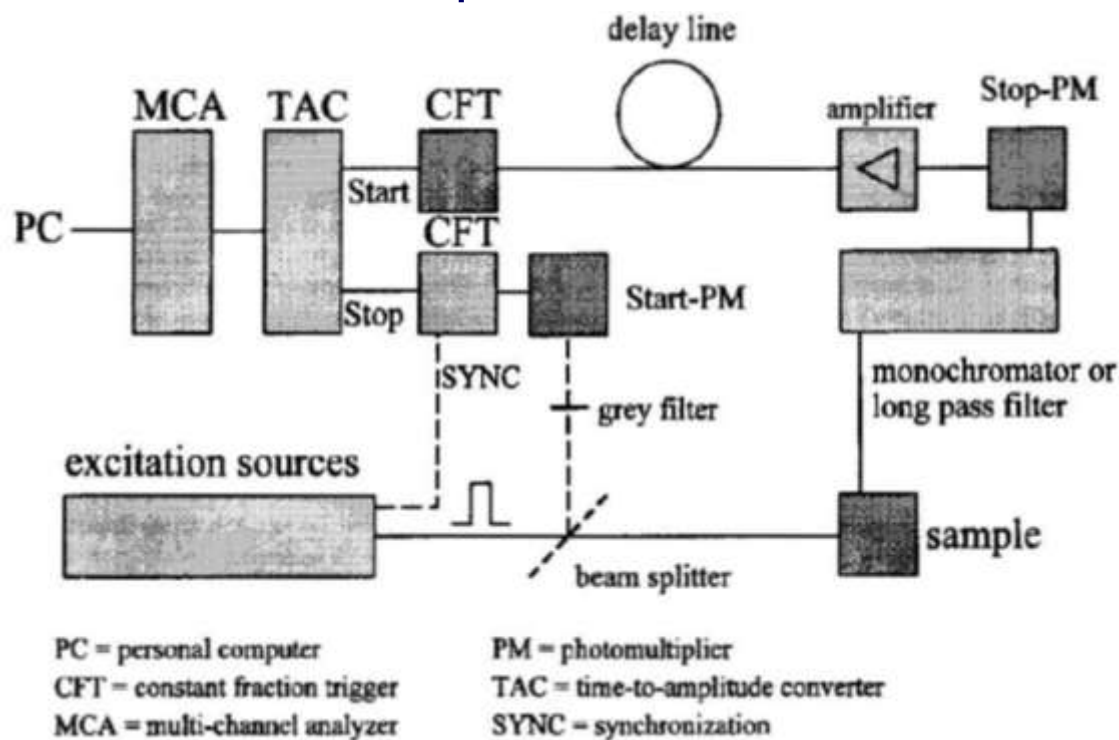 delay line
MCA
TAC
CFT
amplifier
Stop-PM
Start
PC
CFT
Stop
Start-PM
SYNC
grey filter
monochromator or
long pass filter
excitation sources
sample
beam splitter
PC = personal computer
PM = photomultiplier
CFT = constant fraction trigger
TAC = time-to-amplitude converter
MCA = multi-channel analyzer
SYNC = synchronization